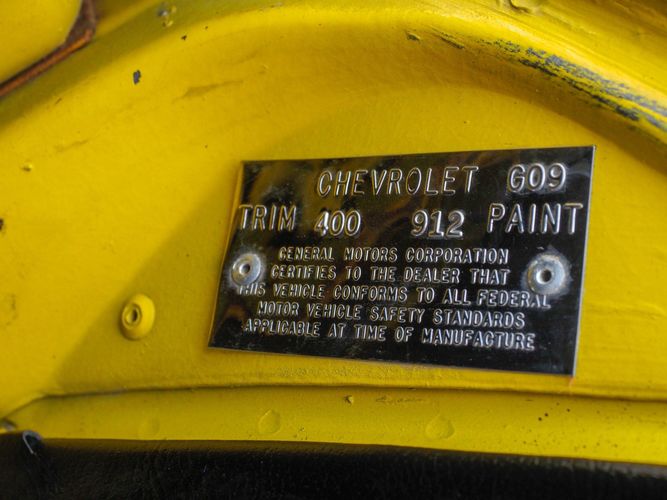 CHEVROLET G09
TRIM 400 912 PAINT
GENERAL MOTORS CORPORATION
CERTIFIES TO THE DEALER THAT
THIS VEHICLE CONFORMS TO ALL FEDERAL
MOTOR VEHICLE SAFETY STANDARDS
APPLICABLE AT TIME OF MANUFACTURE